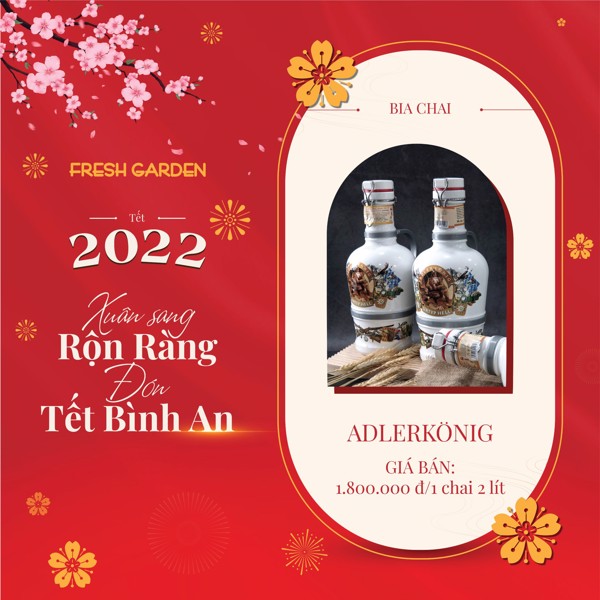 FRESH GARDEN
Tết
2022
Xuân sang
Rộn Ràng
Đón
Tết Bình An
BIA CHAI
ADLERKÖNIG
GIÁ BÁN:
1.800.000 đ/1 chai 2 lít